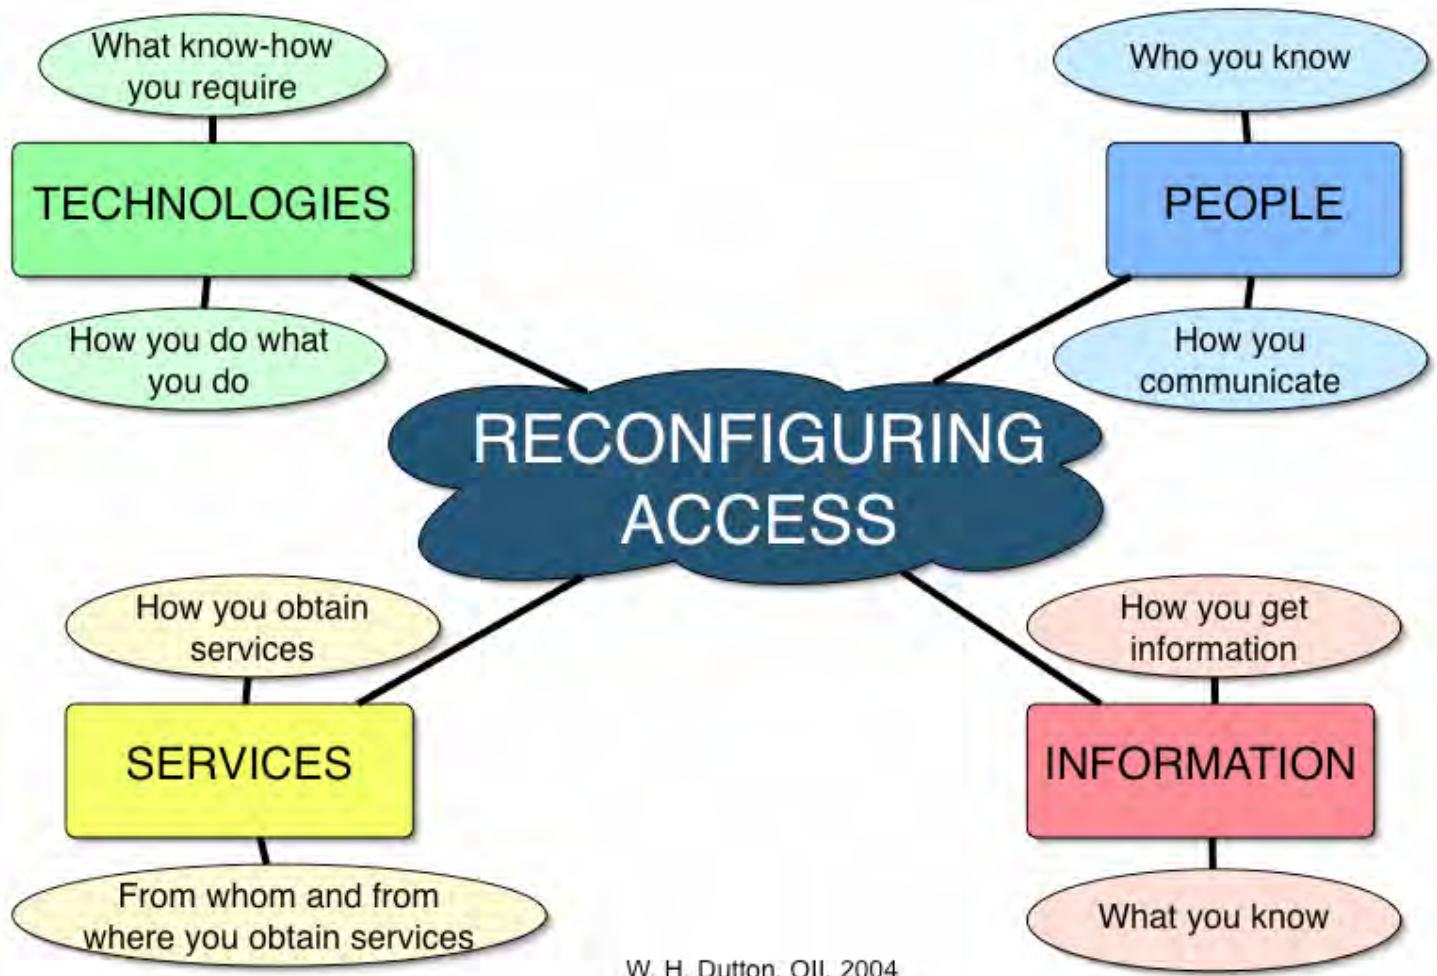 What know-how
you require
TECHNOLOGIES
How you do what
you do
Who you know
PEOPLE
How you
communicate
RECONFIGURING
ACCESS
How you obtain
services
SERVICES
From whom and from
where you obtain services
How you get
information
INFORMATION
What you know
W. H. Dutton, OII, 2004